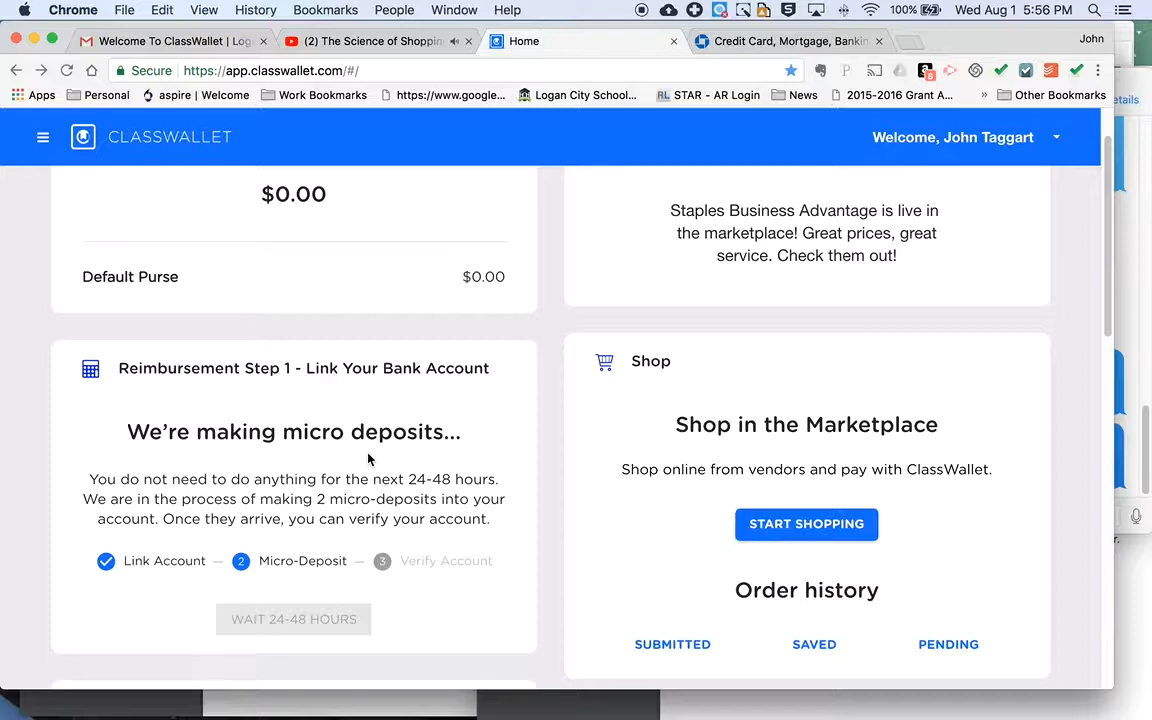 Chrome File Edit View History Bookmarks People Window Help 100% Wed Aug 1 5:56 PM
Welcome To ClassWallet | Log (2) The Science of Shoppin Home Credit Card, Mortgage, Bankin John
Secure https://app.classwallet.com/#/ 8
Apps Personal aspire | Welcome Work Bookmarks https://www.google... Logan City School... RL STAR - AR Login News 2015-2016 Grant A... » Other Bookmarks
etails
CLASSWALLET Welcome, John Taggart
$0.00
Default Purse $0.00
Staples Business Advantage is live in
the marketplace! Great prices, great
service. Check them out!
Reimbursement Step 1 - Link Your Bank Account
We're making micro deposits...
You do not need to do anything for the next 24-48 hours.
We are in the process of making 2 micro-deposits into your
account. Once they arrive, you can verify your account.
Link Account — 2 Micro-Deposit — 3 Verify Account
WAIT 24-48 HOURS
Shop
Shop in the Marketplace
Shop online from vendors and pay with ClassWallet.
START SHOPPING
Order history
SUBMITTED SAVED PENDING